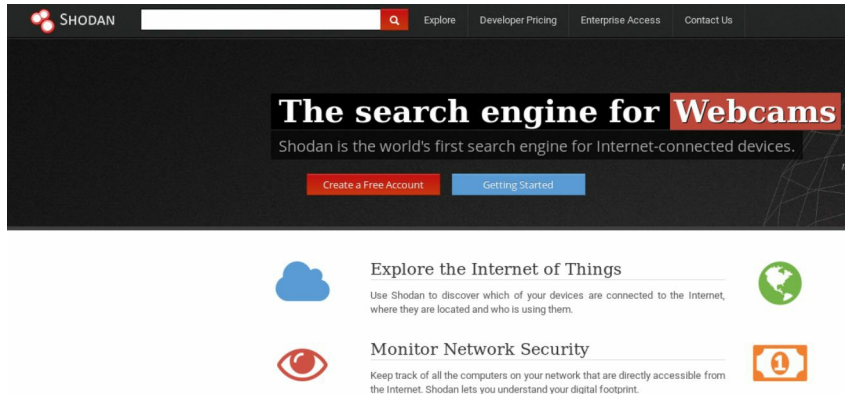 SHODAN
Explore
Developer Pricing
Enterprise Access
Contact Us
The search engine for Webcams
Shodan is the world's first search engine for Internet-connected devices.
Create a Free Account
Getting Started
Explore the Internet of Things
Use Shodan to discover which of your devices are connected to the Internet,
where they are located and who is using them.
Monitor Network Security
Keep track of all the computers on your network that are directly accessible from
the Internet. Shodan lets you understand your digital footprint.
1